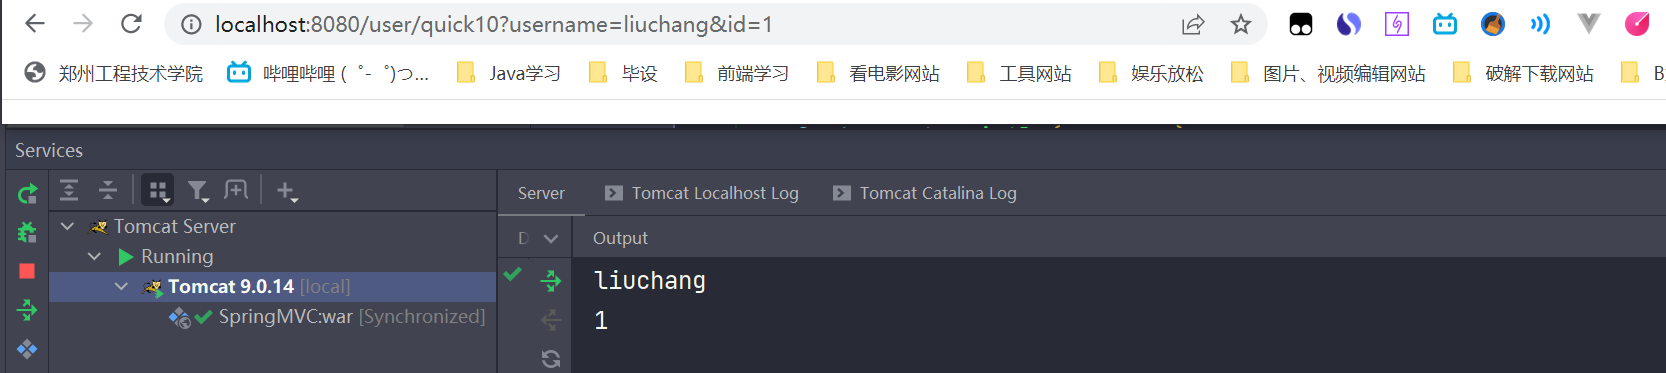 localhost:8080/user/quick10?username=liuchang&id=1
郑州工程技术学院 哔哩哔哩 ( ゜- ゜)つ... Java学习 毕设 前端学习 看电影网站 工具网站 娱乐放松 图片、视频编辑网站 破解下载网站
Services
Server Tomcat Localhost Log Tomcat Catalina Log
Tomcat Server
D Output
Running
Tomcat 9.0.14 [local]
liuchang
SpringMVC:war [Synchronized]
1